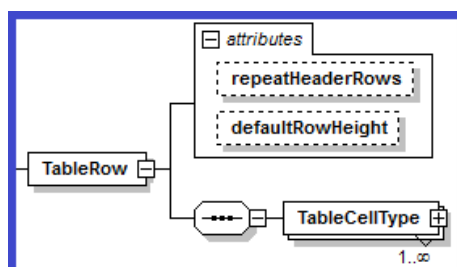 attributes
repeatHeaderRows
defaultRowHeight
TableRow
TableCellType
1..∞